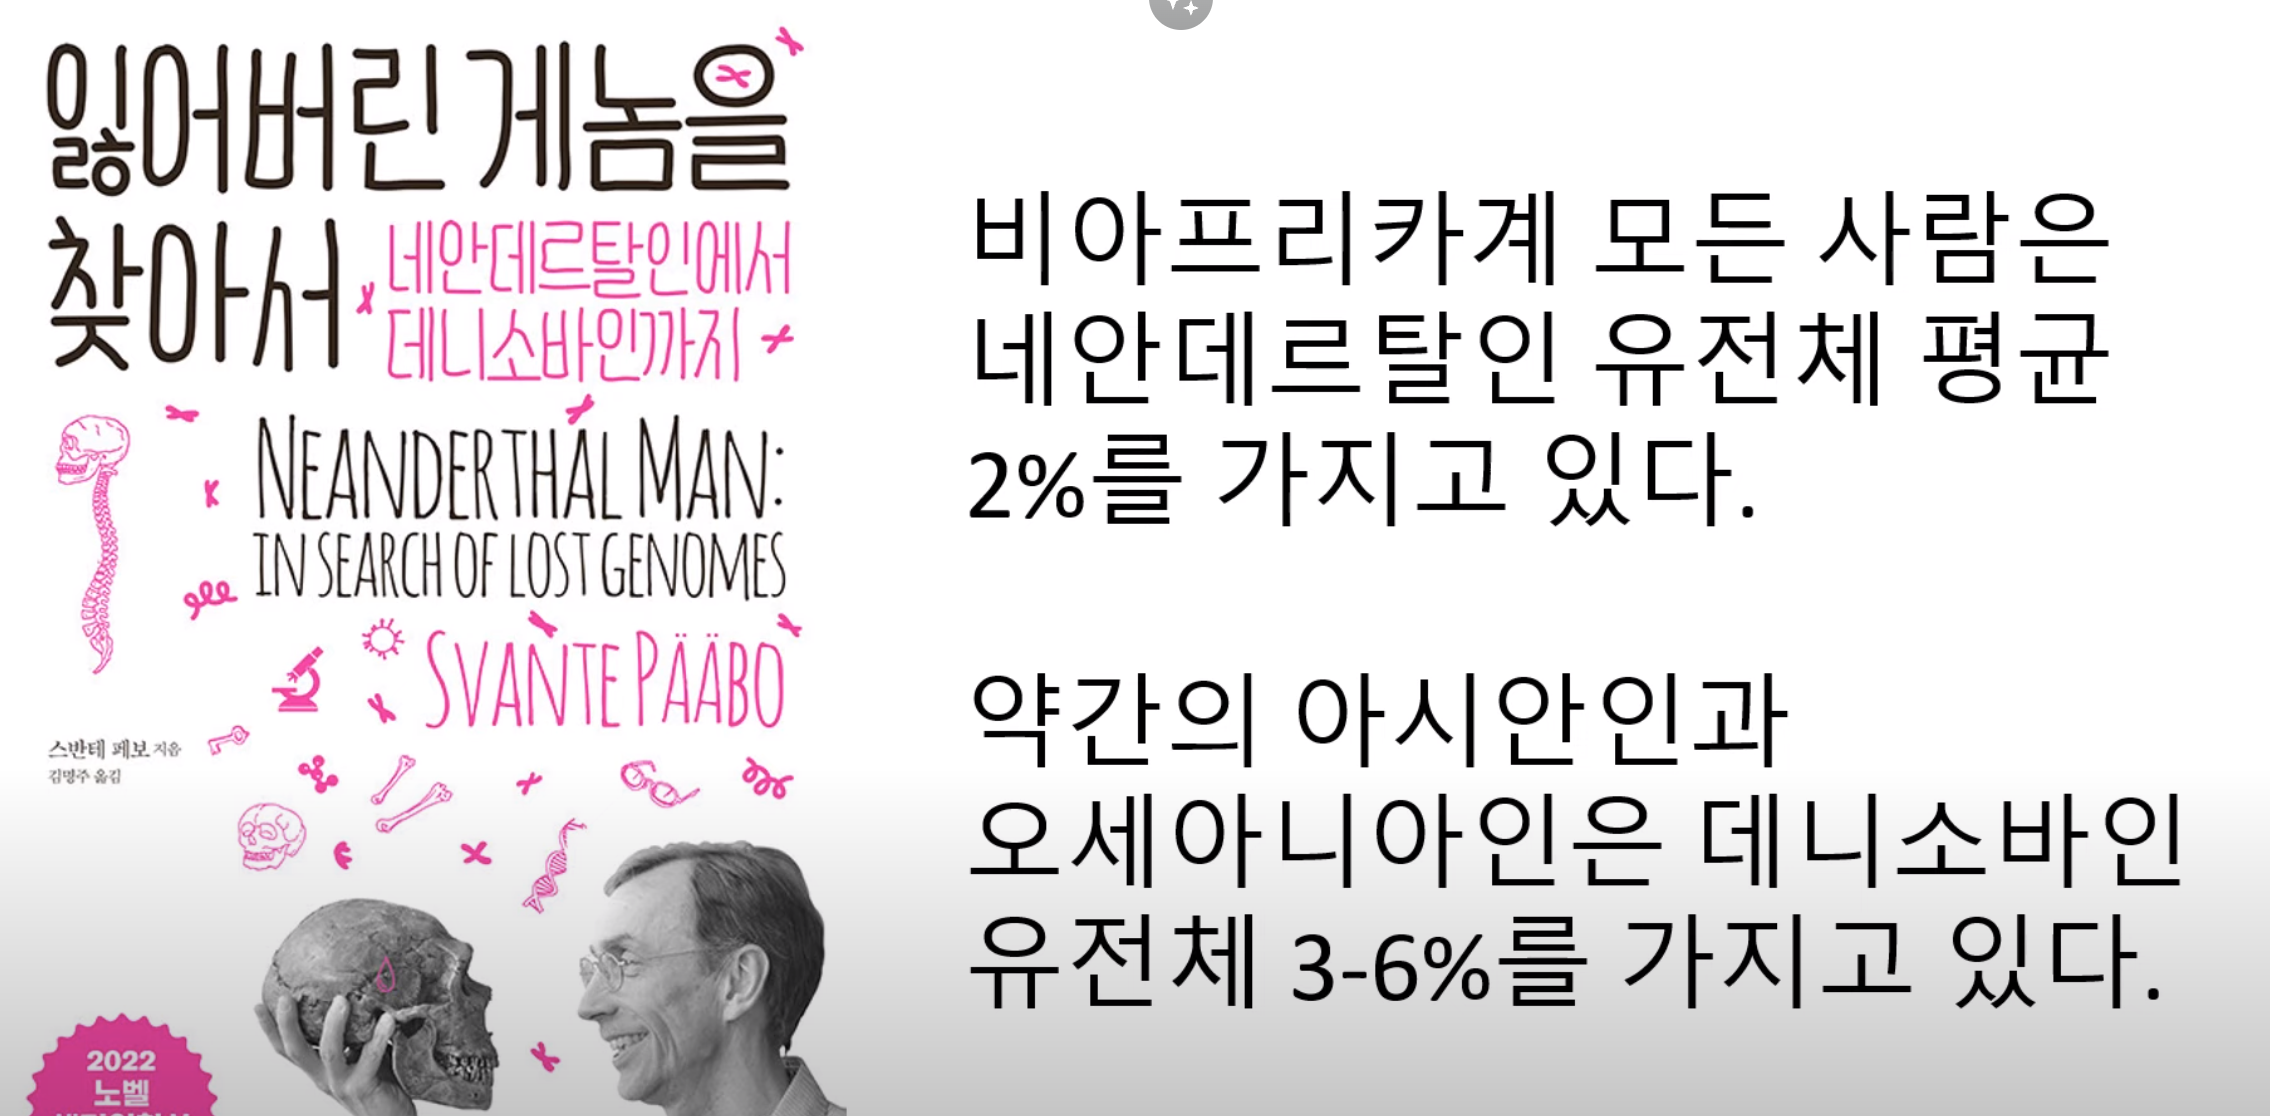 잃어버린 게놈을
찾아서
네안데르탈인에서
데니소바인까지
NEANDERTHAL MAN:
IN SEARCH OF LOST GENOMES
SVANTE PÄÄBO
스반테 페보 지음
김명주 옮김
2022
노벨
비아프리카계 모든 사람은
네안데르탈인 유전체 평균
2%를 가지고 있다.
약간의 아시안인과
오세아니아인은 데니소바인
유전체 3-6%를 가지고 있다.